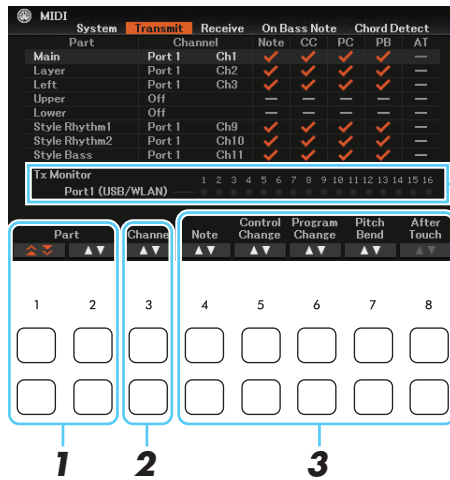 MIDI
System Transmit Receive On Bass Note Chord Detect
Part Channel Note CC PC PB AT
Main Port 1 Ch1
Layer Port 1 Ch2
Left Port 1 Ch3
Upper Off
Lower Off
Style Rhythm1 Port 1 Ch9
Style Rhythm2 Port 1 Ch10
Style Bass Port 1 Ch11
Tx Monitor 1 2 3 4 5 6 7 8 9 10 11 12 13 14 15 16
Port1 (USB/WLAN)
Part Channel Note Control Change Program Change Pitch Bend After Touch
1 2 3 4 5 6 7 8
1 2 3